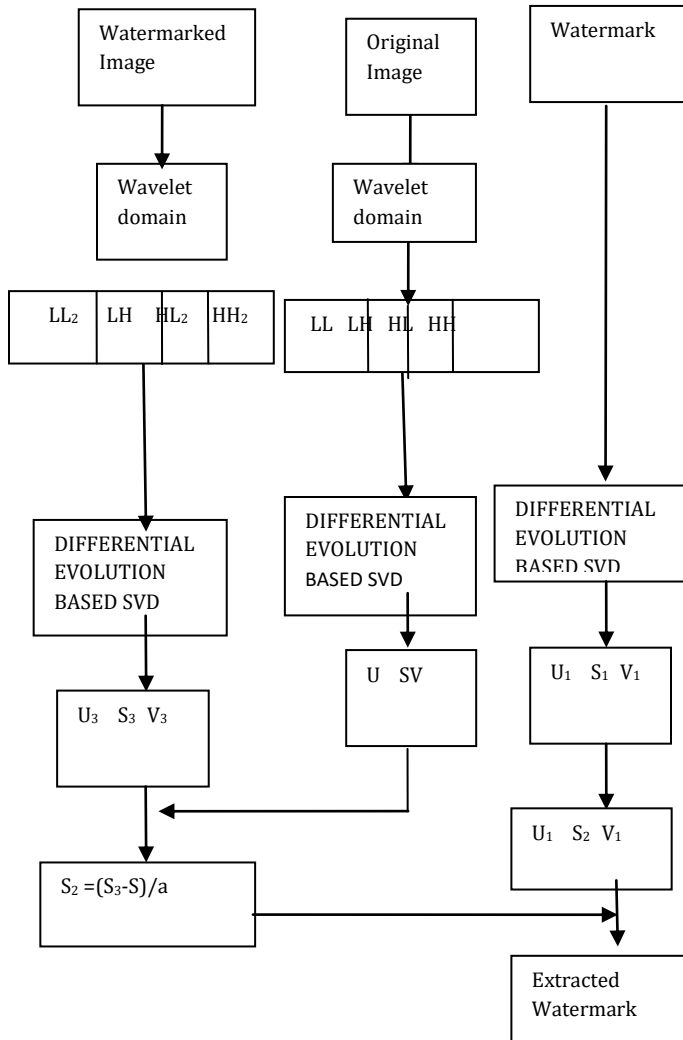 Watermarked
Image
Original
Image
Watermark
Wavelet
domain
Wavelet
domain
LL₂ LH HL₂ HH₂
LL LH HL HH
DIFFERENTIAL
EVOLUTION
BASED SVD
DIFFERENTIAL
EVOLUTION
BASED SVD
DIFFERENTIAL
EVOLUTION
BASED SVD
U₃ S₃ V₃
U SV
U₁ S₁ V₁
U₁ S₂ V₁
S₂ =(S₃-S)/a
Extracted
Watermark